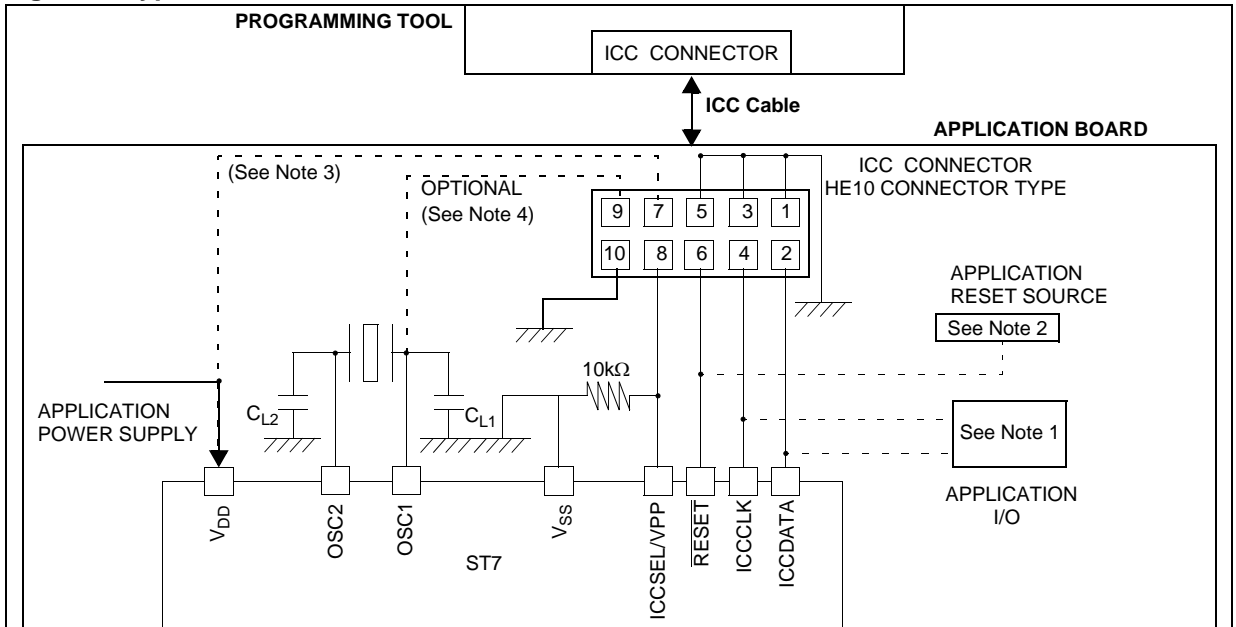 PROGRAMMING TOOL
ICC CONNECTOR
ICC Cable
APPLICATION BOARD
(See Note 3)
OPTIONAL
(See Note 4)
ICC CONNECTOR
HE10 CONNECTOR TYPE
9 7 5 3 1
10 8 6 4 2
APPLICATION
RESET SOURCE
See Note 2
10kΩ
APPLICATION
POWER SUPPLY
CL2
CL1
See Note 1
APPLICATION
I/O
VDD
OSC2
OSC1
VSS
ICCSEL/VPP
RESET
ICCCLK
ICCDATA
ST7